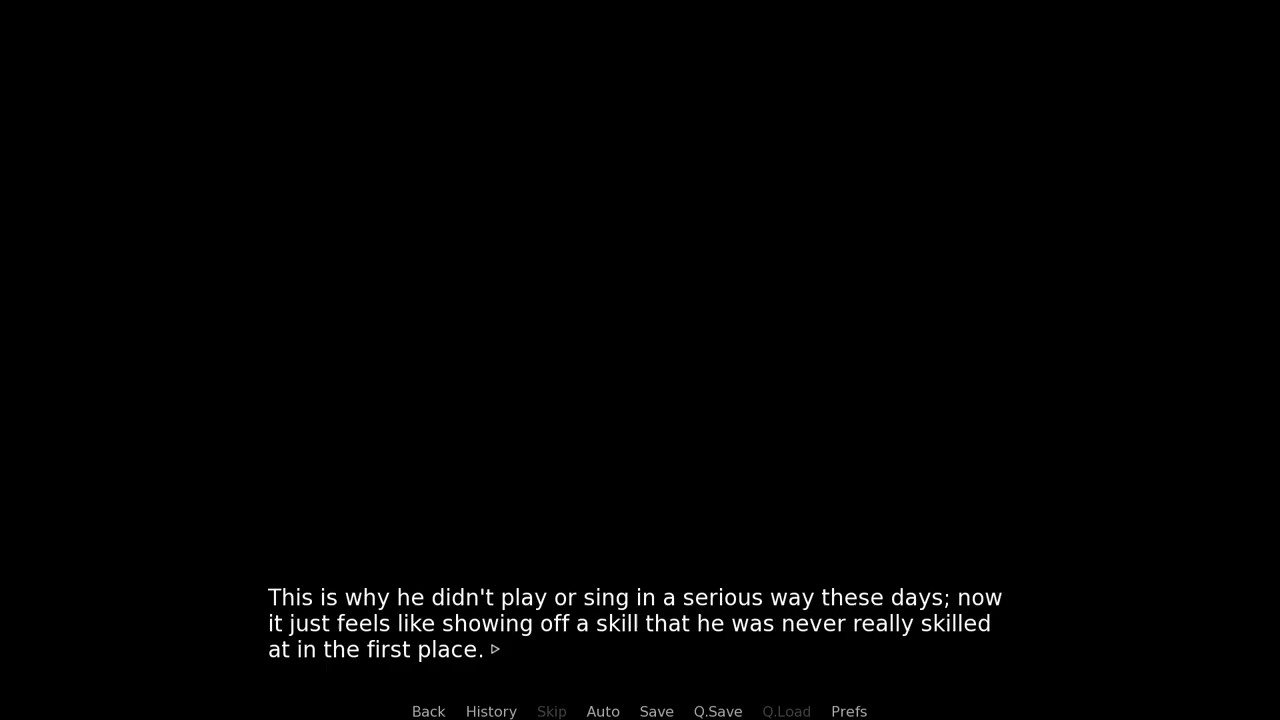 This is why he didn't play or sing in a serious way these days; now
it just feels like showing off a skill that he was never really skilled
at in the first place.
Back History Skip Auto Save Q.Save Q.Load Prefs